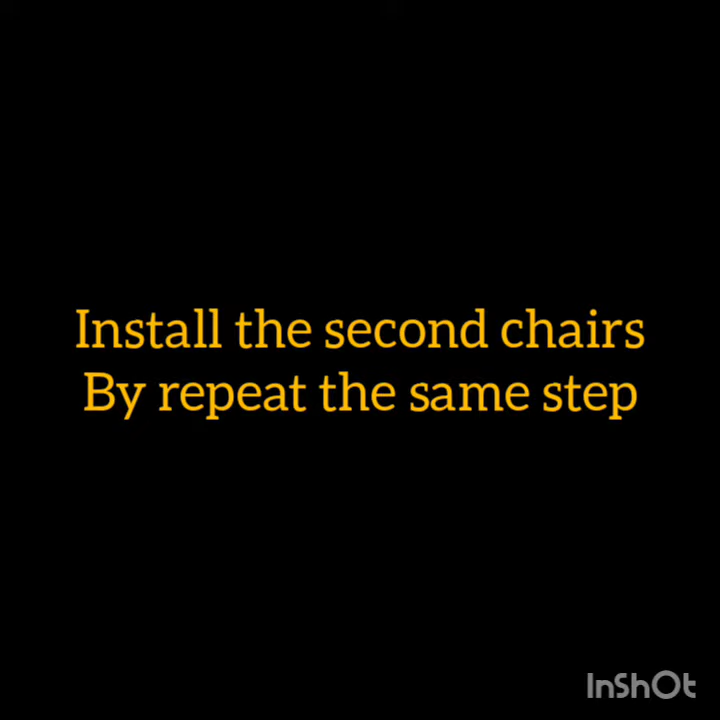 Install the second chairs
By repeat the same step
InShOt